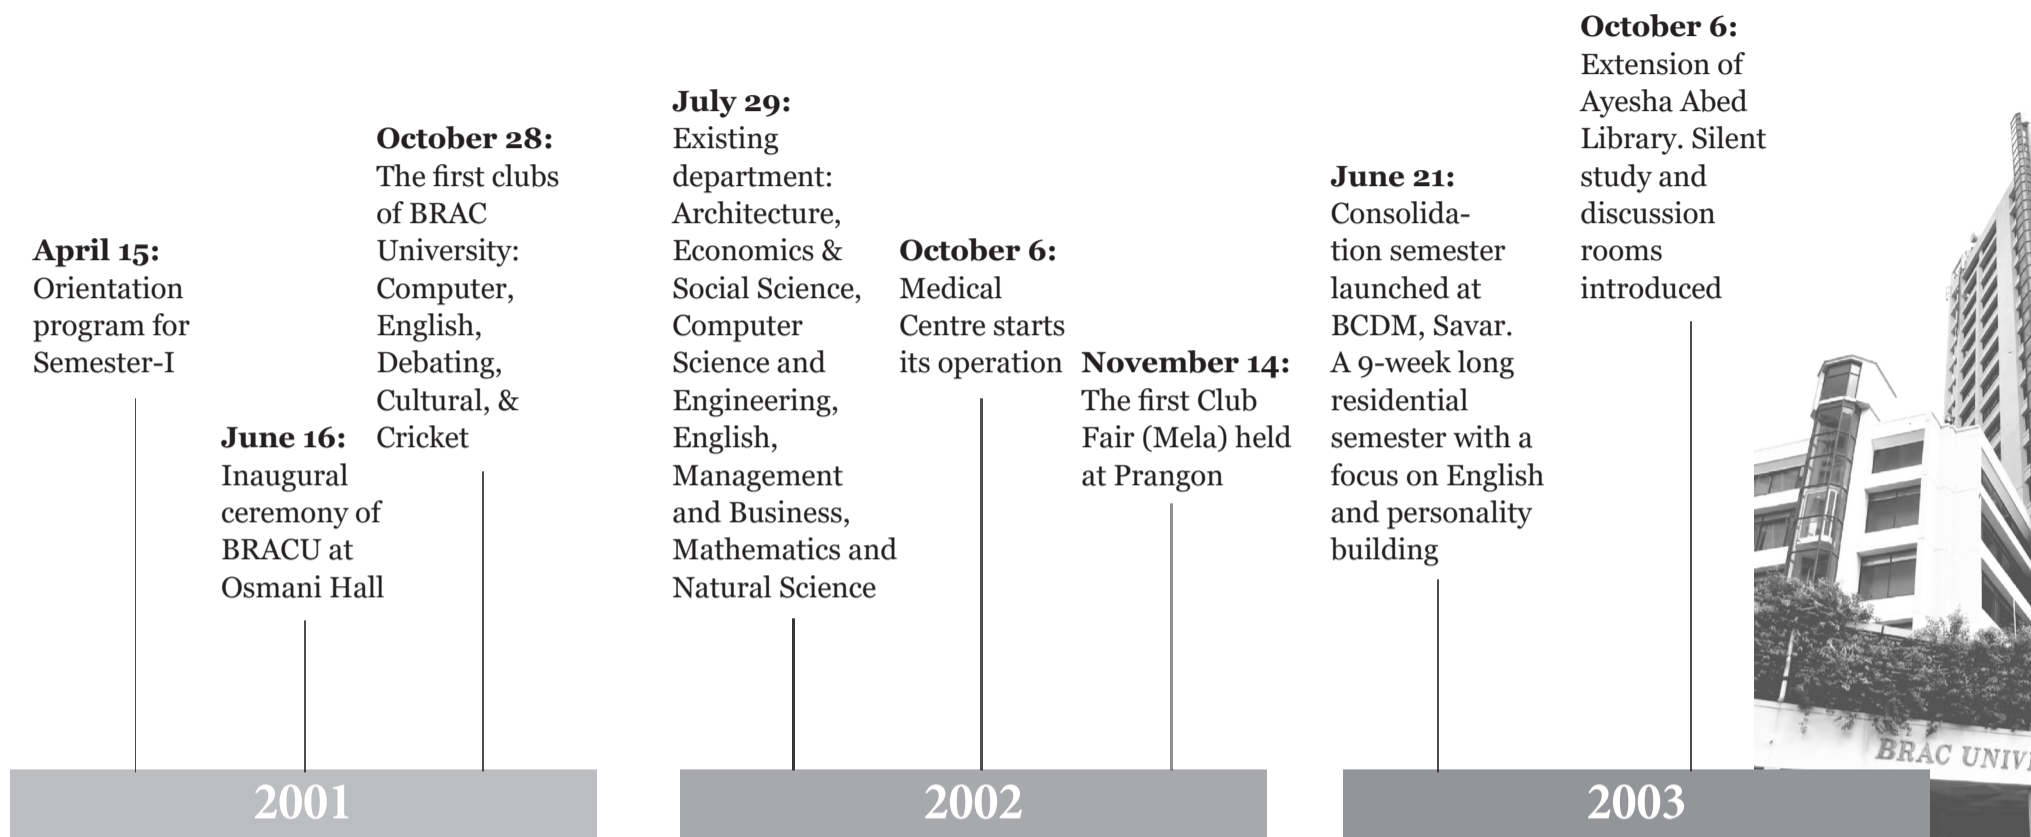 April 15:
Orientation
program for
Semester-I
June 16:
Inaugural
ceremony of
BRACU at
Osmani Hall
October 28:
The first clubs
of BRAC
University:
Computer,
English,
Debating,
Cultural, &
Cricket
2001
July 29:
Existing
department:
Architecture,
Economics &
Social Science,
Computer
Science and
Engineering,
English,
Management
and Business,
Mathematics and
Natural Science
October 6:
Medical
Centre starts
its operation
November 14:
The first Club
Fair (Mela) held
at Prangon
2002
June 21:
Consolida-
tion semester
launched at
BCDM, Savar.
A 9-week long
residential
semester with a
focus on English
and personality
building
October 6:
Extension of
Ayesha Abed
Library. Silent
study and
discussion
rooms
introduced
2003
BRAC UNIV